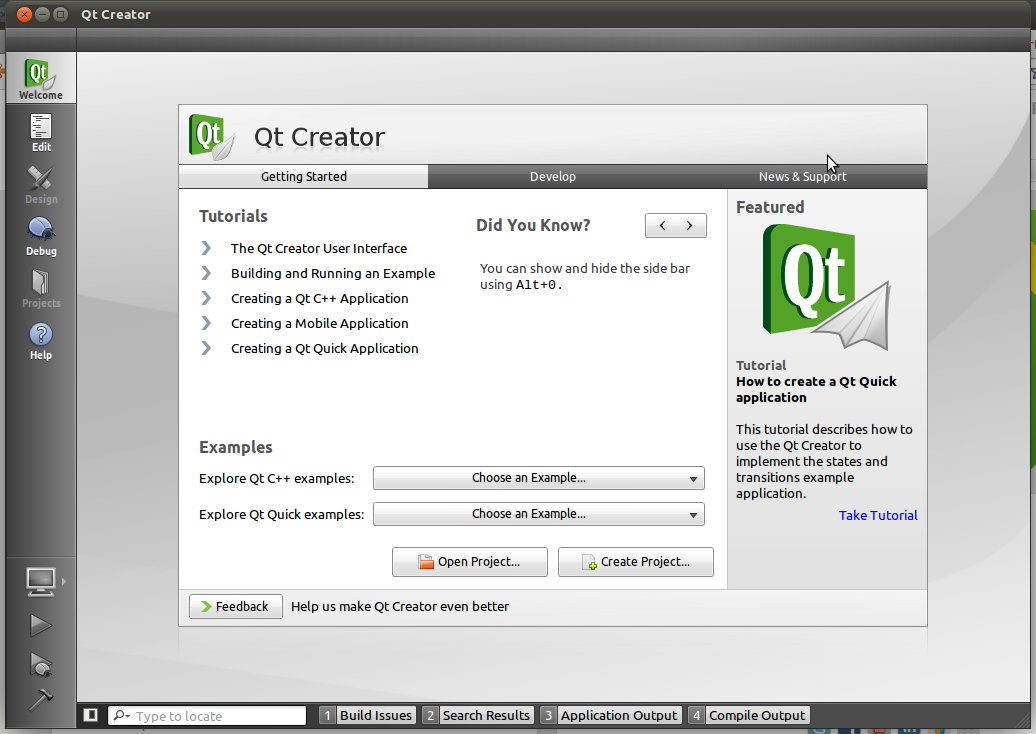 Qt Creator
Qt
Welcome
Edit
Design
Debug
Projects
?
Help
Qt
Qt Creator
Getting Started
Develop
News & Support
Tutorials
The Qt Creator User Interface
Building and Running an Example
Creating a Qt C++ Application
Creating a Mobile Application
Creating a Qt Quick Application
Did You Know?
You can show and hide the side bar
using Alt+0.
Examples
Explore Qt C++ examples:
Choose an Example...
Explore Qt Quick examples:
Choose an Example...
Open Project...
Create Project...
Featured
Qt
Tutorial
How to create a Qt Quick
application
This tutorial describes how to
use the Qt Creator to
implement the states and
transitions example
application.
Take Tutorial
Feedback
Help us make Qt Creator even better
Type to locate
1 Build Issues
2 Search Results
3 Application Output
4 Compile Output